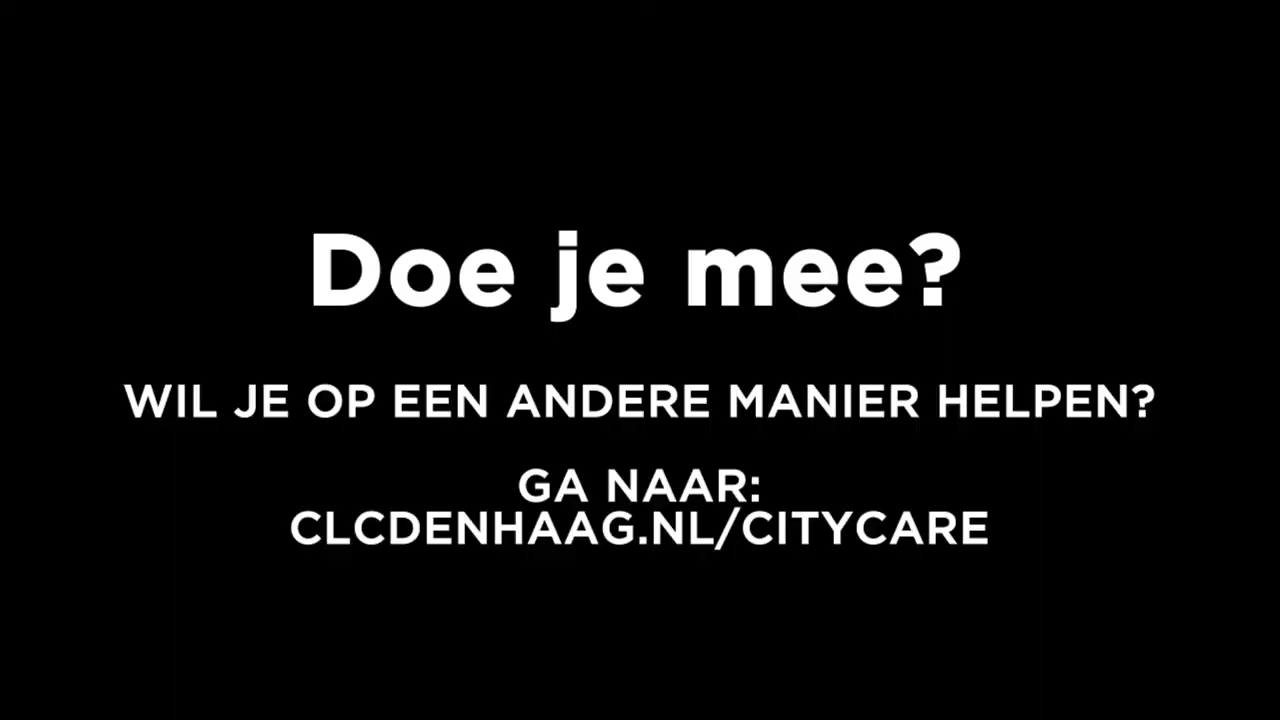 Doe je mee?
WIL JE OP EEN ANDERE MANIER HELPEN?
GA NAAR:
CLCDENHAAG.NL/CITYCARE